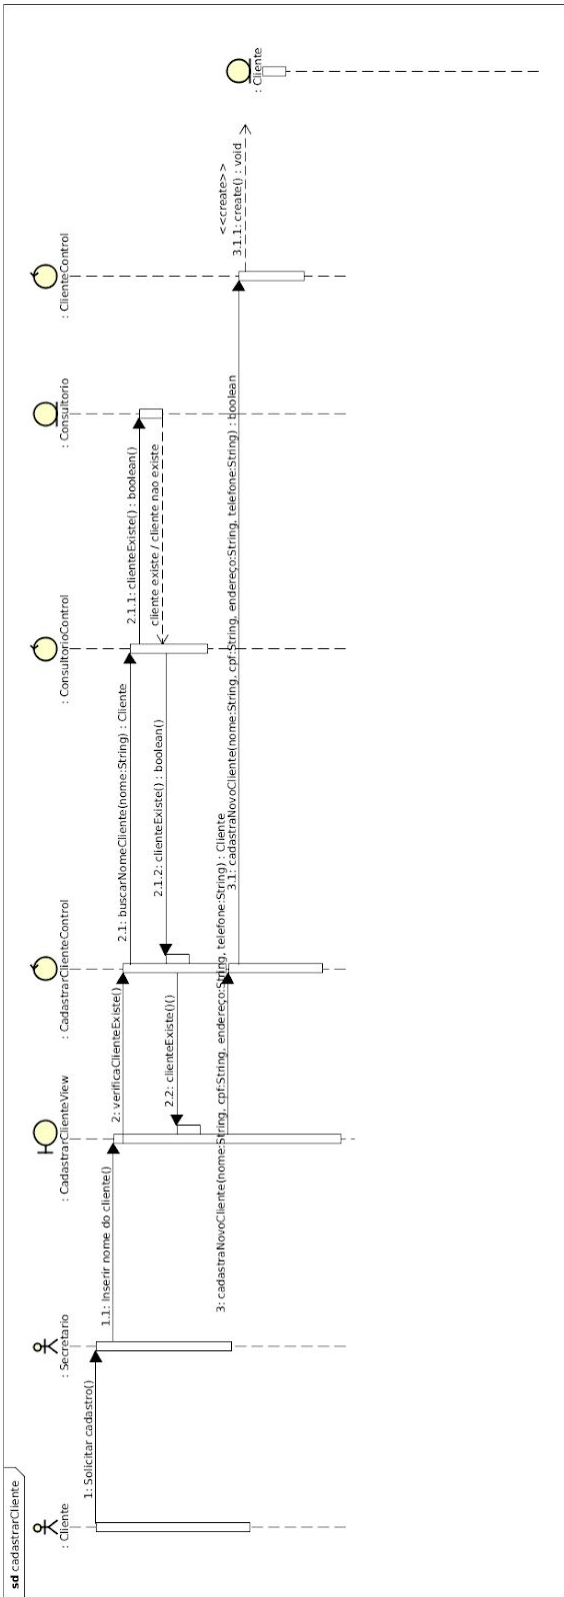 sd cadastrarCliente
: Cliente
: Secretario
: CadastrarClienteView
: CadastrarClienteControl
: ConsultorioControl
: Consultorio
: ClienteControl
: Cliente
1: Solicitar cadastro()
1.1: Inserir nome do cliente()
2: verificaClienteExiste()
2.1: buscarNomeCliente(nome:String) : Cliente
2.1.1: clienteExiste() : boolean()
cliente existe / cliente nao existe
2.1.2: clienteExiste() : boolean()
2.2: clienteExiste()()
3: cadastraNovoCliente(nome:String, cpf:String, endereço:String, telefone:String) : Cliente
3.1: cadastraNovoCliente(nome:String, cpf:String, endereço:String, telefone:String) : boolean
<<create>>
3.1.1: create() : void